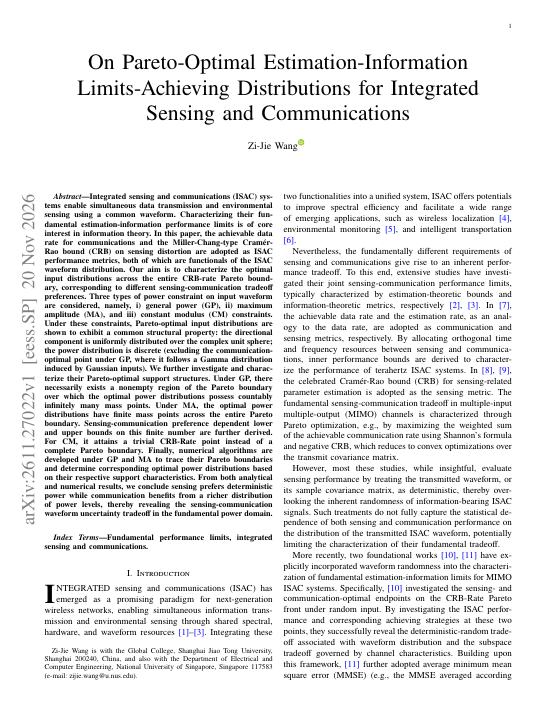 1
On Pareto-Optimal Estimation-Information
Limits-Achieving Distributions for Integrated
Sensing and Communications
Zi-Jie Wang
arXiv:2611.27022v1 [eess.SP] 20 Nov 2026
Abstract—Integrated sensing and communications (ISAC) sys-
tems enable simultaneous data transmission and environmental
sensing using a common waveform. Characterizing their fun-
damental estimation-information performance limits is of core
interest in information theory. In this paper, the achievable data
rate for communications and the Miller-Chang-type Cramér-
Rao bound (CRB) on sensing distortion are adopted as ISAC
performance metrics, both of which are functionals of the ISAC
waveform distribution. Our aim is to characterize the optimal
input distributions across the entire CRB-rate Pareto bound-
ary, corresponding to different sensing-communication tradeoff
preferences. Three types of power constraint on input waveform
are considered, namely, i) general power (GP), ii) maximum
amplitude (MA), and iii) constant modulus (CM) constraints.
Under these constraints, Pareto-optimal input distributions are
shown to exhibit a common structural property: the directional
component is uniformly distributed over the complex unit sphere;
the power distribution is discrete (excluding the communication-
optimal point under GP, where it follows a Gamma distribution
induced by Gaussian waveforms). We further investigate and charac-
terize their Pareto-optimal support structures. Under GP, there
necessarily exists a nonempty region of the Pareto boundary
over which the optimal power distributions possess countably
infinitely many mass points. Under MA, the optimal power
distributions have finite mass points across the entire Pareto
boundary. Sensing-communication preference dependent lower
and upper bounds on this finite number are further derived.
For CM, it attains a trivial CRB-Rate point instead of a
complete Pareto boundary. Finally, numerical algorithms are
developed under GP and MA to trace their Pareto boundaries
and determine corresponding optimal power distributions based
on their respective support characteristics. From both analytical
and numerical results, we conclude sensing prefers deterministic
power while communication benefits from a richer distribution
of power levels, thereby revealing the sensing-communication
waveform uncertainty tradeoff in the fundamental power domain.
Index Terms—Fundamental performance limits, integrated
sensing and communications.
I. INTRODUCTION
INTEGRATED sensing and communications (ISAC) has
emerged as a promising paradigm for next-generation
wireless networks, enabling simultaneous information trans-
mission and environmental sensing through shared spectral,
hardware, and waveform resources [1]–[3]. Integrating these
Zi-Jie Wang is with the Global College, Shanghai Jiao Tong University,
Shanghai 200240, China, and also with the Department of Electrical and
Computer Engineering, National University of Singapore, Singapore 117583
(e-mail: zijie.wang@u.nus.edu).
two functionalities into a unified system, ISAC offers potentials
to improve spectral efficiency and facilitate a wide range
of emerging applications, such as wireless localization [4],
environmental monitoring [5], and intelligent transportation
[6].
Nevertheless, the fundamentally different requirements of
sensing and communications give rise to an inherent perfor-
mance tradeoff. To this end, extensive studies have investi-
gated their joint sensing-communication performance limits,
typically characterized by estimation-theoretic bounds and
information-theoretic metrics, respectively [2], [3]. In [7],
the achievable data rate and the estimation rate, as an anal-
ogy to the data rate, are adopted as communication and
sensing metrics, respectively. By allocating orthogonal time
and frequency resources between sensing and communica-
tions, inner performance bounds are derived to character-
ize the performance of terahertz ISAC systems. In [8], [9],
the celebrated Cramér-Rao bound (CRB) for sensing-related
parameter estimation is adopted as the sensing metric. The
fundamental sensing-communication tradeoff in multiple-input
multiple-output (MIMO) channels is characterized through
Pareto optimization, e.g., by maximizing the weighted sum
of the achievable communication rate using Shannon's formula
and negative CRB, which reduces to convex optimizations over
the transmit covariance matrix.
However, most these studies, while insightful, evaluate
sensing performance by treating the transmitted waveform, or
its sample covariance matrix, as deterministic, thereby over-
looking the inherent randomness of information-bearing ISAC
signals. Such treatments do not fully capture the statistical de-
pendence of both sensing and communication performance on
the distribution of the transmitted ISAC waveform, potentially
limiting the characterization of their fundamental tradeoff.
More recently, two foundational works [10], [11] have ex-
plicitly incorporated waveform randomness into the characteri-
zation of fundamental estimation-information limits for MIMO
ISAC systems. Specifically, [10] investigated the sensing- and
communication-optimal endpoints on the CRB-Rate Pareto
front under random input. By investigating the ISAC perfor-
mance and corresponding achieving strategies at these two
points, they successfully reveal the deterministic-random trade-
off associated with waveform distribution and the subspace
tradeoff governed by channel characteristics. Building upon
this framework, [11] further adopted average minimum mean
square error (MMSE) (e.g., the MMSE averaged according